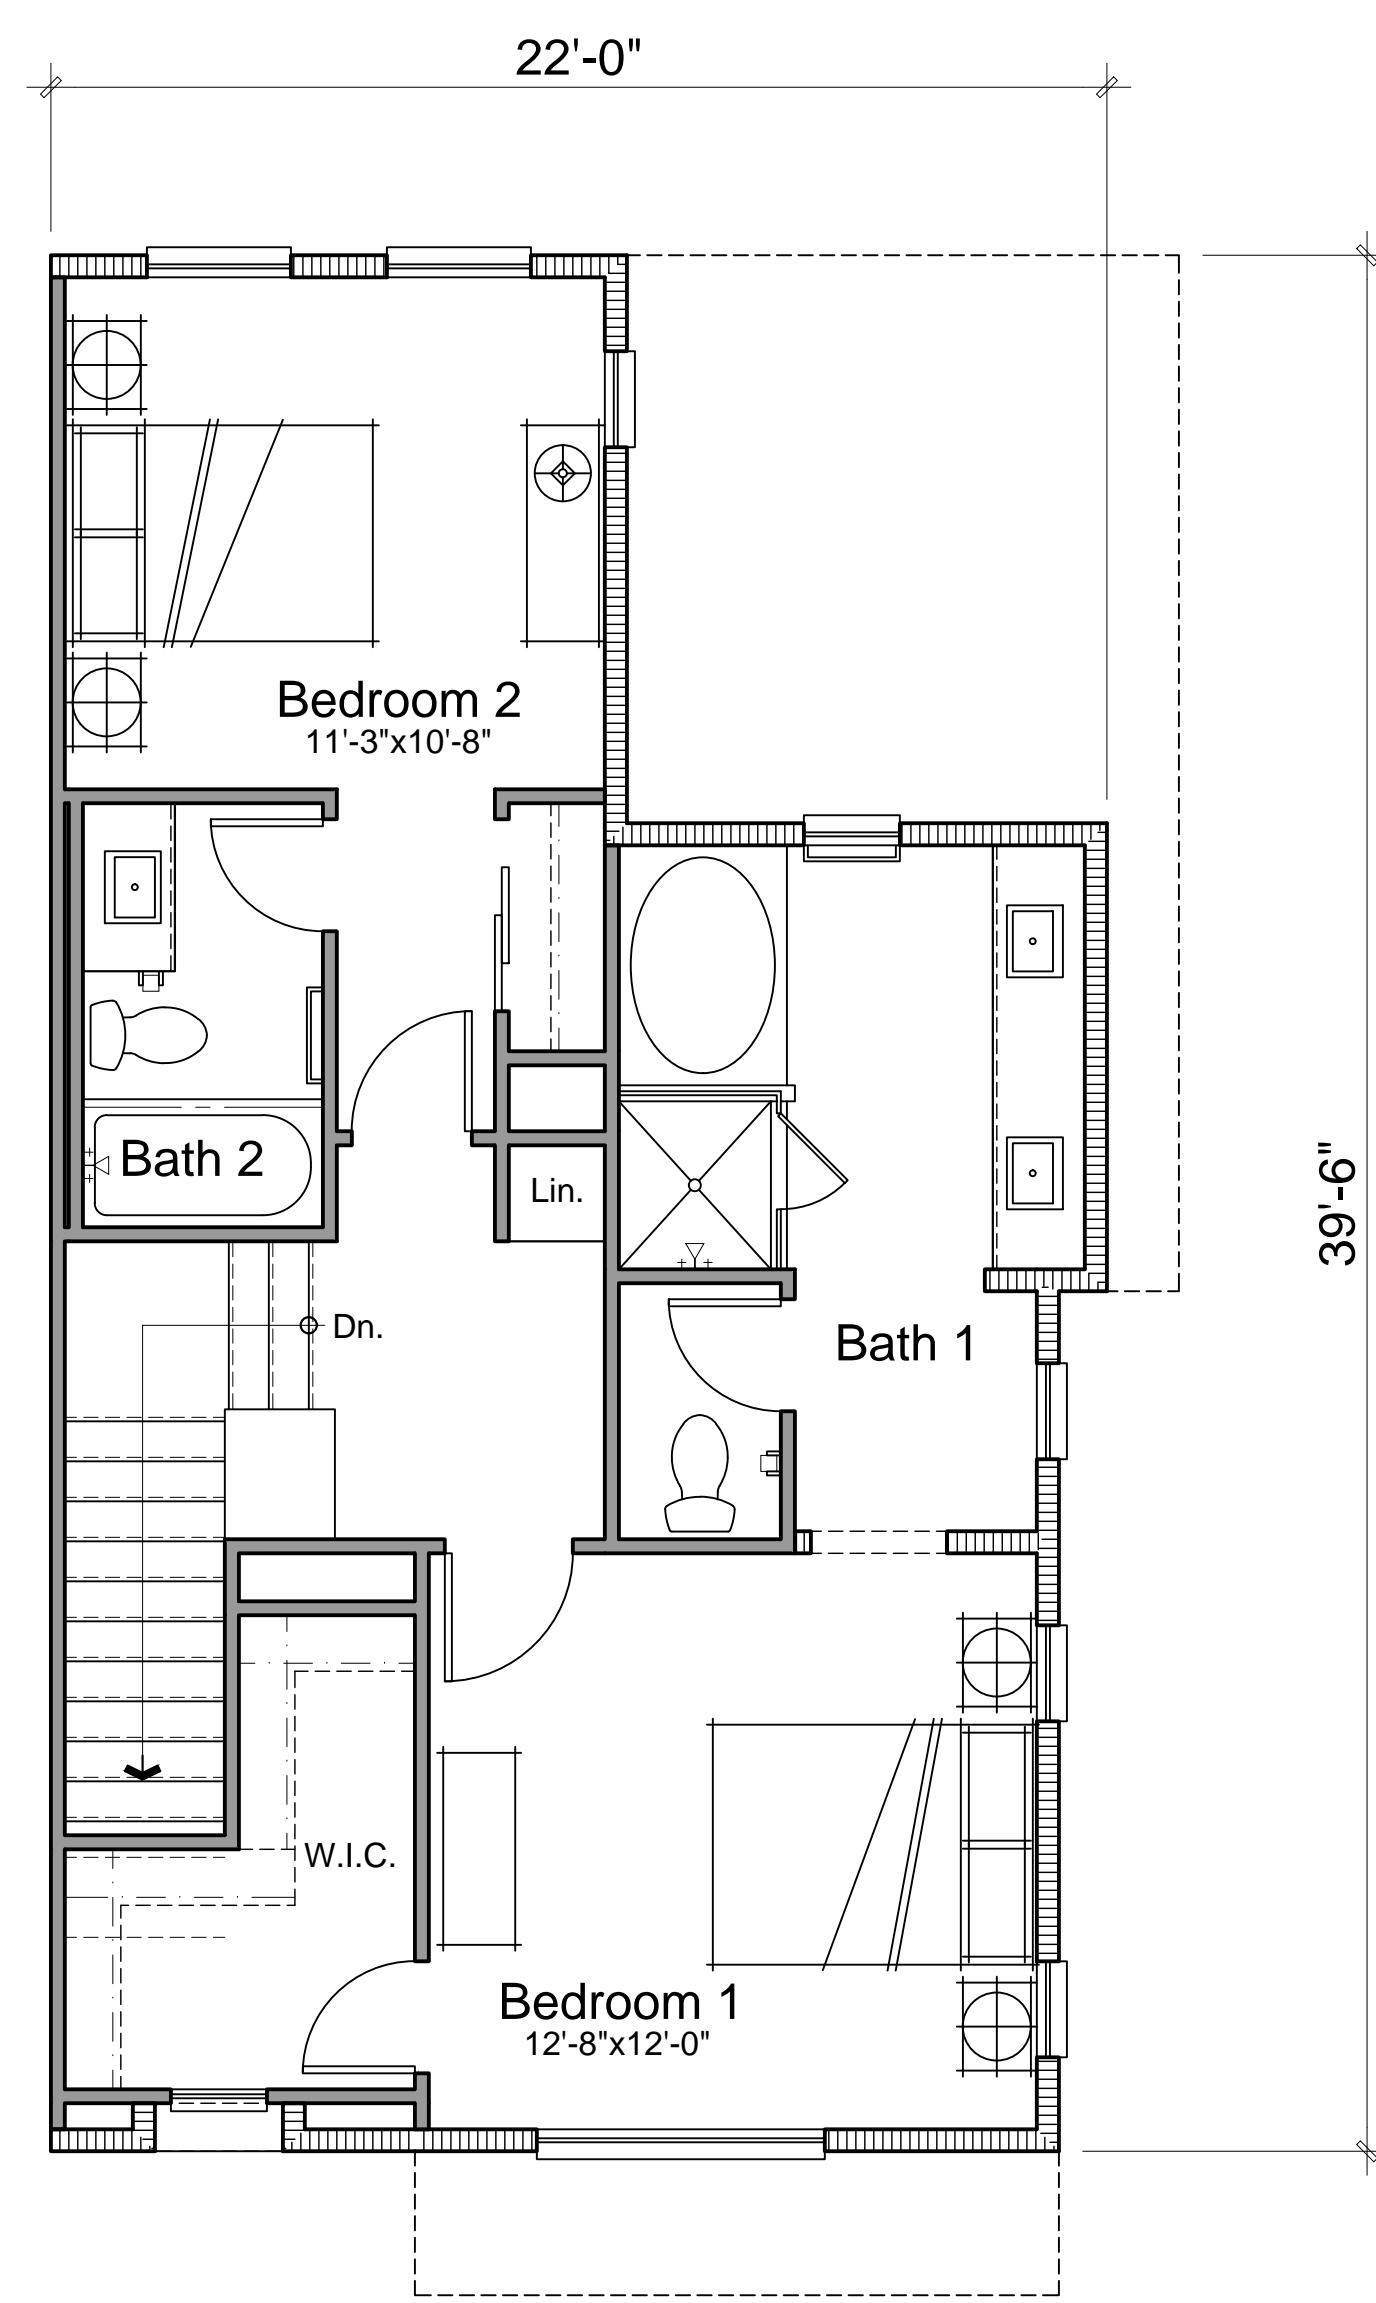 22'-0"
Bedroom 2
11'-3"x10'-8"
Bath 2
Lin.
39'-6"
Dn.
Bath 1
W.I.C.
Bedroom 1
12'-8"x12'-0"